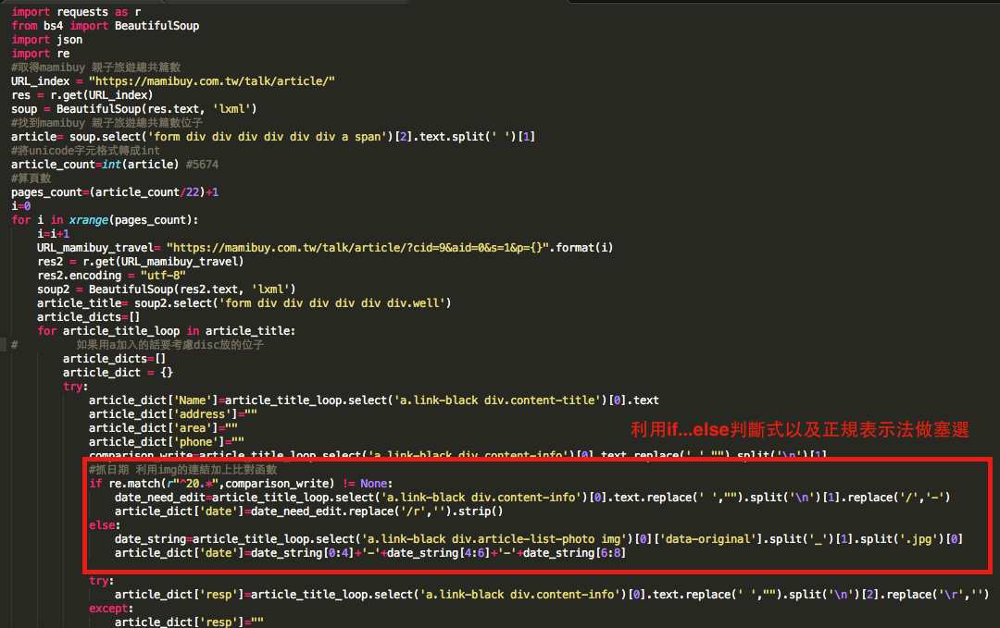 import requests as r
from bs4 import BeautifulSoup
import json
import re
#取得mamibuy 親子旅遊總共篇數
URL_index = "https://mamibuy.com.tw/talk/article/"
res = r.get(URL_index)
soup = BeautifulSoup(res.text, 'lxml')
#找到mamibuy 親子旅遊總共篇數位子
article= soup.select('form div div div div div div a span')[2].text.split(' ')[1]
#將unicode字元格式轉成int
article_count=int(article) #5674
#算頁數
pages_count=(article_count/22)+1
i=0
for i in xrange(pages_count):
    i=i+1
    URL_mamibuy_travel= "https://mamibuy.com.tw/talk/article/?cid=9&aid=0&s=1&p={}".format(i)
    res2 = r.get(URL_mamibuy_travel)
    res2.encoding = "utf-8"
    soup2 = BeautifulSoup(res2.text, 'lxml')
    article_title= soup2.select('form div div div div div div.well')
    article_dicts=[]
    for article_title_loop in article_title:
#         如果用a加入的話要考慮disc放的位子
        article_dicts=[]
        article_dict = {}
        try:
            article_dict['Name']=article_title_loop.select('a.link-black div.content-title')[0].text
            article_dict['address']=""
            article_dict['area']=""
利用if...else判斷式以及正規表示法做塞選
            article_dict['phone']=""
            comparison_write=article_title_loop.select('a.link-black div.content-info')[0].text.replace(' ',"").split('\n')[1]
            #抓日期 利用img的連結加上比對函數
            if re.match(r"^20.*",comparison_write) != None:
                date_need_edit=article_title_loop.select('a.link-black div.content-info')[0].text.replace(' ',"").split('\n')[1].replace('/','-')
                article_dict['date']=date_need_edit.replace('/r','').strip()
            else:
                date_string=article_title_loop.select('a.link-black div.article-list-photo img')[0]['data-original'].split('_')[1].split('.jpg')[0]
                article_dict['date']=date_string[0:4]+'-'+date_string[4:6]+'-'+date_string[6:8]
            try:
                article_dict['resp']=article_title_loop.select('a.link-black div.content-info')[0].text.replace(' ',"").split('\n')[2].replace('\r','')
            except:
                article_dict['resp']=""